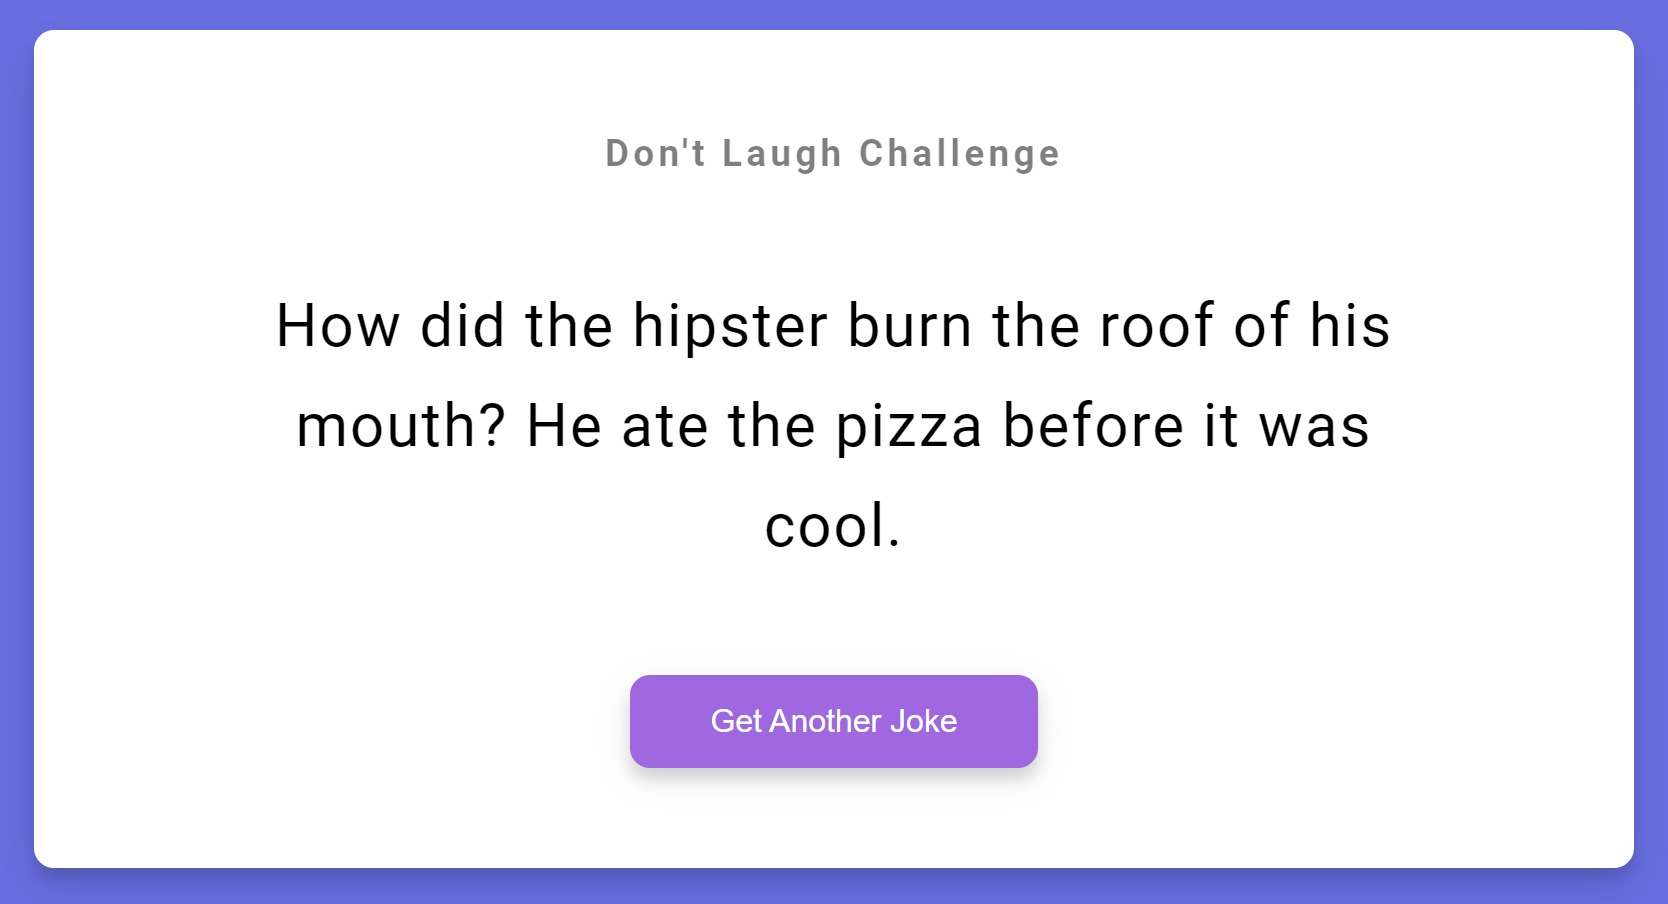 Don't Laugh Challenge
How did the hipster burn the roof of his
mouth? He ate the pizza before it was
cool.
Get Another Joke